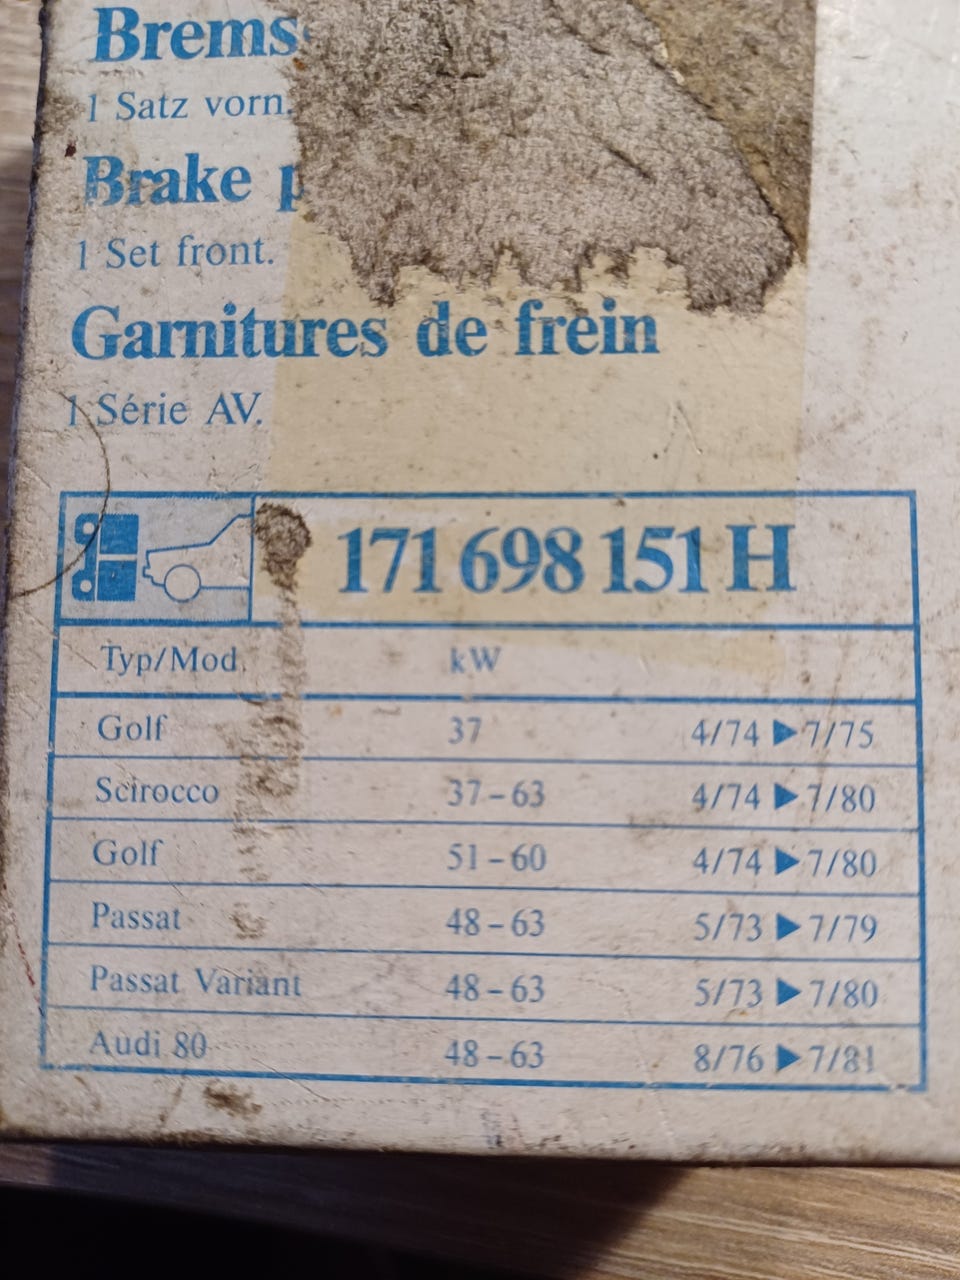 Brems
1 Satz vorn.
Brake p
1 Set front.
Garnitures de frein
1 Série AV.
171 698 151 H
Typ/Mod. kW
Golf 37 4/74 ▶ 7/75
Scirocco 37 – 63 4/74 ▶ 7/80
Golf 51 – 60 4/74 ▶ 7/80
Passat 48 – 63 5/73 ▶ 7/79
Passat Variant 48 – 63 5/73 ▶ 7/80
Audi 80 48 – 63 8/76 ▶ 7/81